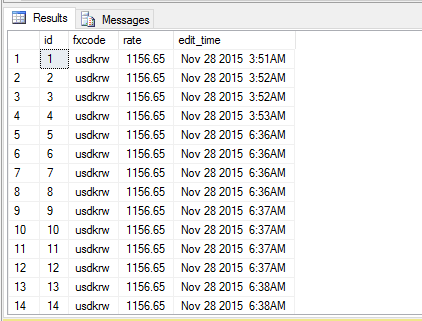 Results Messages
id fxcode rate edit_time
1 1 usdkrw 1156.65 Nov 28 2015 3:51AM
2 2 usdkrw 1156.65 Nov 28 2015 3:52AM
3 3 usdkrw 1156.65 Nov 28 2015 3:52AM
4 4 usdkrw 1156.65 Nov 28 2015 3:53AM
5 5 usdkrw 1156.65 Nov 28 2015 6:36AM
6 6 usdkrw 1156.65 Nov 28 2015 6:36AM
7 7 usdkrw 1156.65 Nov 28 2015 6:36AM
8 8 usdkrw 1156.65 Nov 28 2015 6:36AM
9 9 usdkrw 1156.65 Nov 28 2015 6:37AM
10 10 usdkrw 1156.65 Nov 28 2015 6:37AM
11 11 usdkrw 1156.65 Nov 28 2015 6:37AM
12 12 usdkrw 1156.65 Nov 28 2015 6:37AM
13 13 usdkrw 1156.65 Nov 28 2015 6:38AM
14 14 usdkrw 1156.65 Nov 28 2015 6:38AM